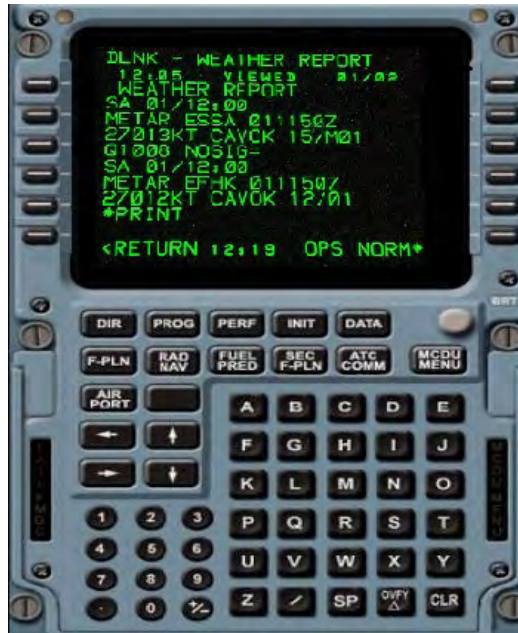 DLNK - WEATHER REPORT
12:05 VIEWED 01/02
WEATHER REPORT
SA 01/12:00
METAR ESSA 011150Z
27013KT CAVOK 15/M01
Q1008 NOSIG=
SA 01/12:00
METAR EFHK 011150Z
27012KT CAVOK 12/01
*PRINT
<RETURN 12:19 OPS NORM*
BRT
DIR PROG PERF INIT DATA
F-PLN RAD NAV FUEL PRED SEC F-PLN ATC COMM MCDU MENU
AIR PORT
← ↑ A B C D E
F G H I J
→ ↓ K L M N O
1 2 3 P Q R S T
4 5 6 U V W X Y
7 8 9 Z / SP OVFY Δ CLR
. 0 +/-
MCDU MENU